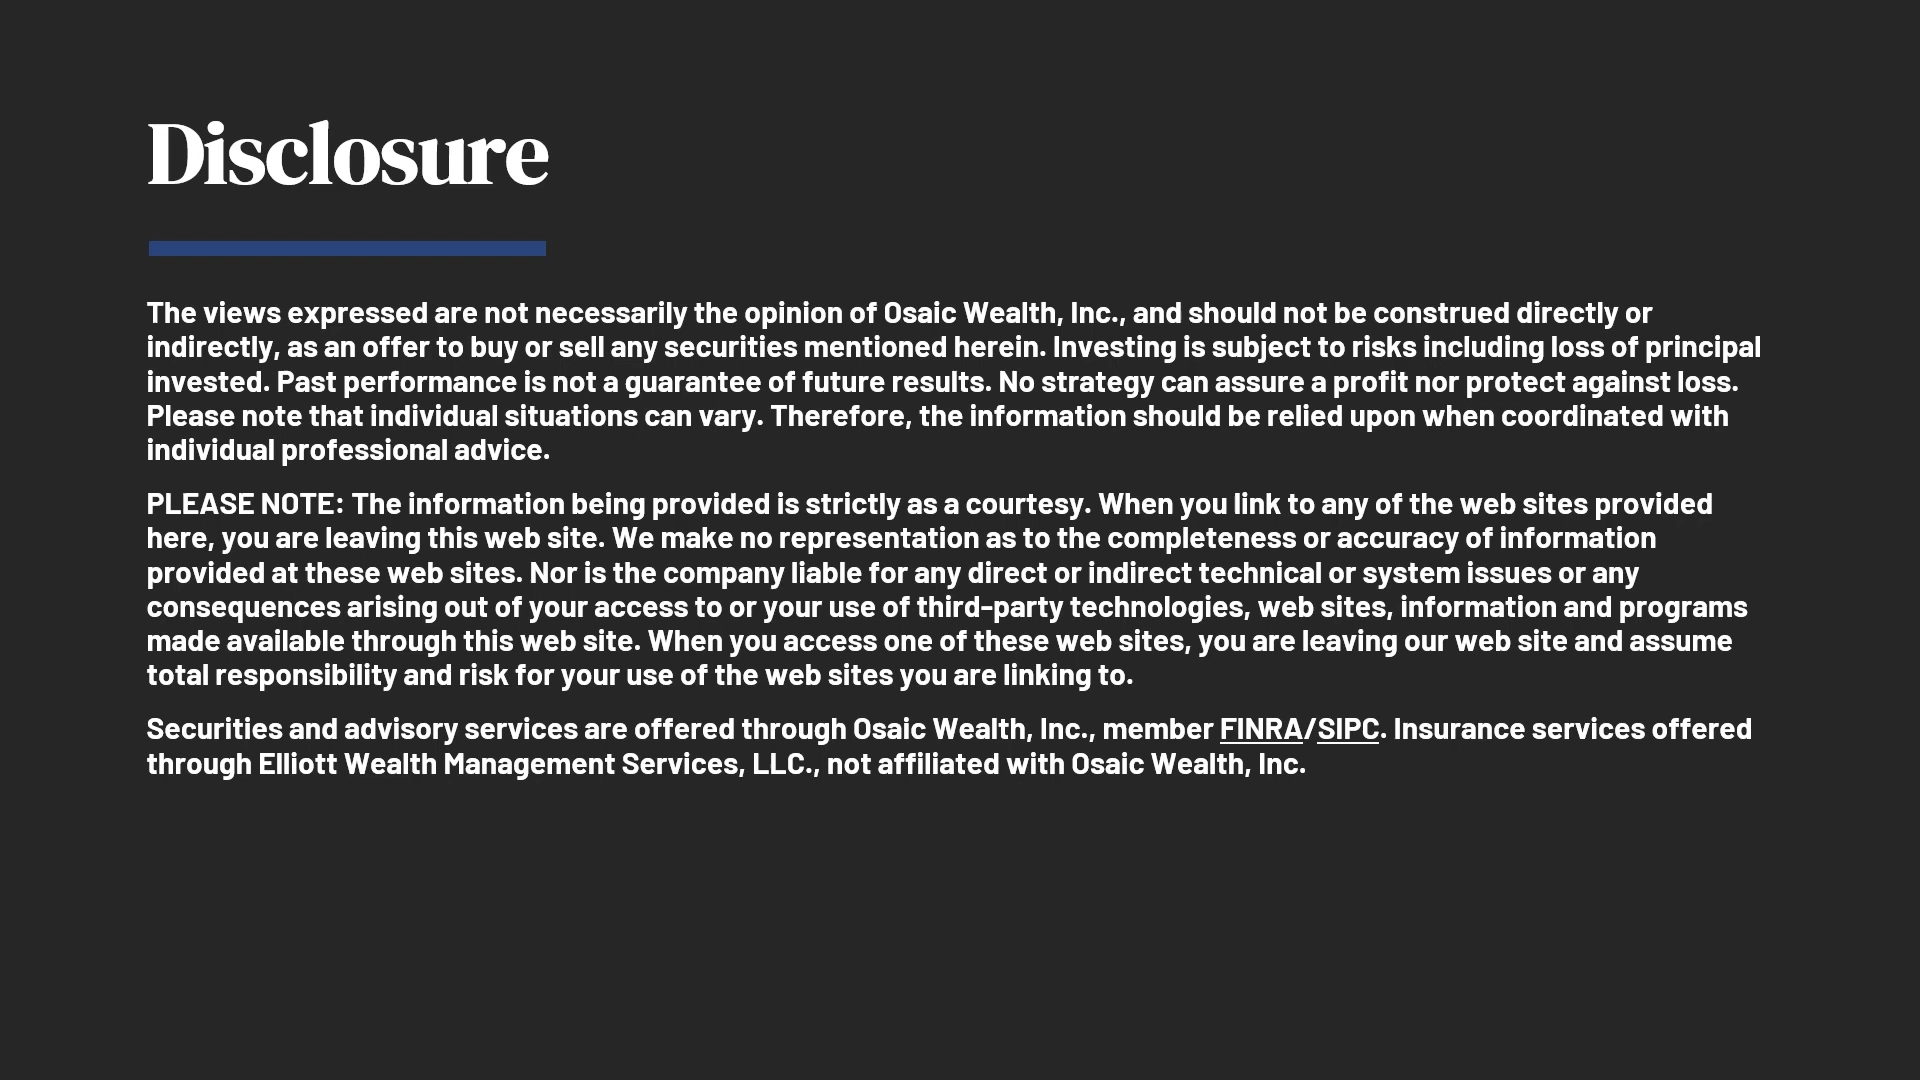 Disclosure
The views expressed are not necessarily the opinion of Osaic Wealth, Inc., and should not be construed directly or
indirectly, as an offer to buy or sell any securities mentioned herein. Investing is subject to risks including loss of principal
invested. Past performance is not a guarantee of future results. No strategy can assure a profit nor protect against loss.
Please note that individual situations can vary. Therefore, the information should be relied upon when coordinated with
individual professional advice.
PLEASE NOTE: The information being provided is strictly as a courtesy. When you link to any of the web sites provided
here, you are leaving this web site. We make no representation as to the completeness or accuracy of information
provided at these web sites. Nor is the company liable for any direct or indirect technical or system issues or any
consequences arising out of your access to or your use of third-party technologies, web sites, information and programs
made available through this web site. When you access one of these web sites, you are leaving our web site and assume
total responsibility and risk for your use of the web sites you are linking to.
Securities and advisory services are offered through Osaic Wealth, Inc., member FINRA/SIPC. Insurance services offered
through Elliott Wealth Management Services, LLC., not affiliated with Osaic Wealth, Inc.